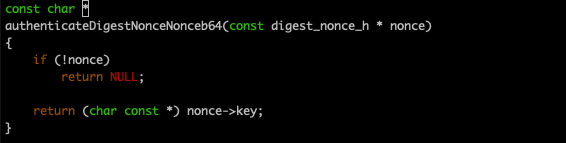 const char *
authenticateDigestNonceNonceb64(const digest_nonce_h * nonce)
{
    if (!nonce)
        return NULL;

    return (char const *) nonce->key;
}